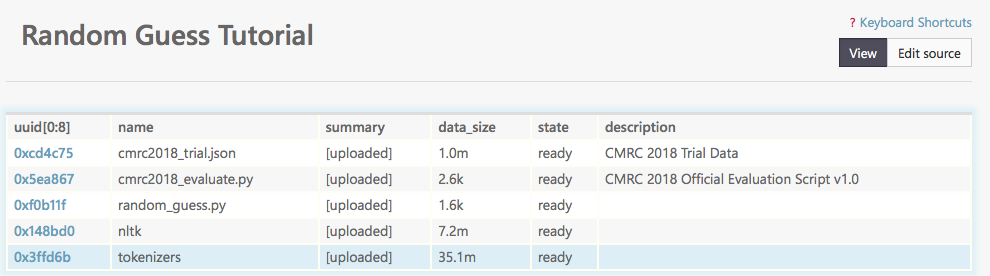 ? Keyboard Shortcuts
Random Guess Tutorial
View Edit source
uuid[0:8] name summary data_size state description
0xcd4c75 cmrc2018_trial.json [uploaded] 1.0m ready CMRC 2018 Trial Data
0x5ea867 cmrc2018_evaluate.py [uploaded] 2.6k ready CMRC 2018 Official Evaluation Script v1.0
0xf0b11f random_guess.py [uploaded] 1.6k ready
0x148bd0 nltk [uploaded] 7.2m ready
0x3ffd6b tokenizers [uploaded] 35.1m ready